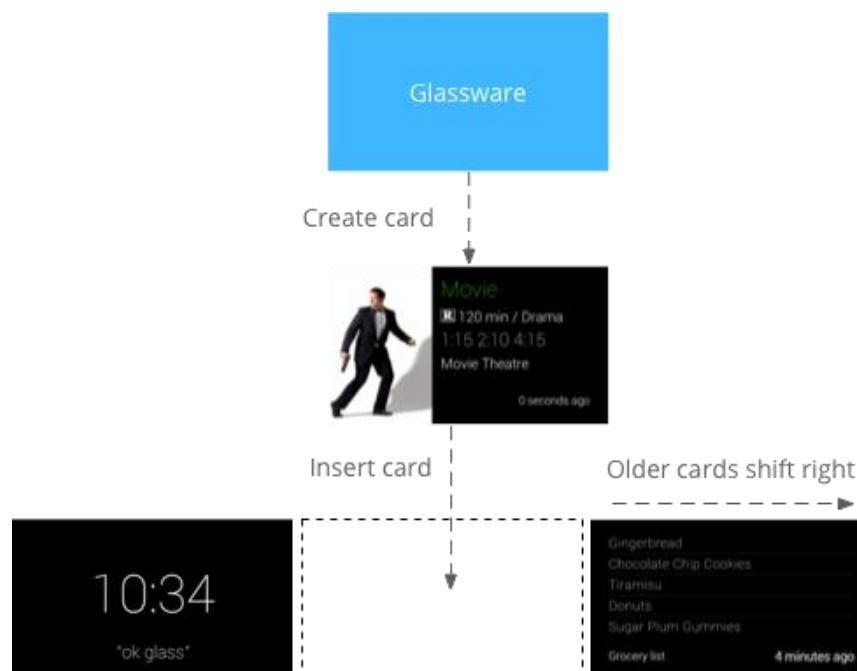 Glassware
Create card
Movie
R 120 min / Drama
1:15 2:10 4:15
Movie Theatre
0 seconds ago
Insert card
Older cards shift right
10:34
"ok glass"
Gingerbread
Chocolate Chip Cookies
Tiramisu
Donuts
Sugar Plum Gummies
Grocery list
4 minutes ago